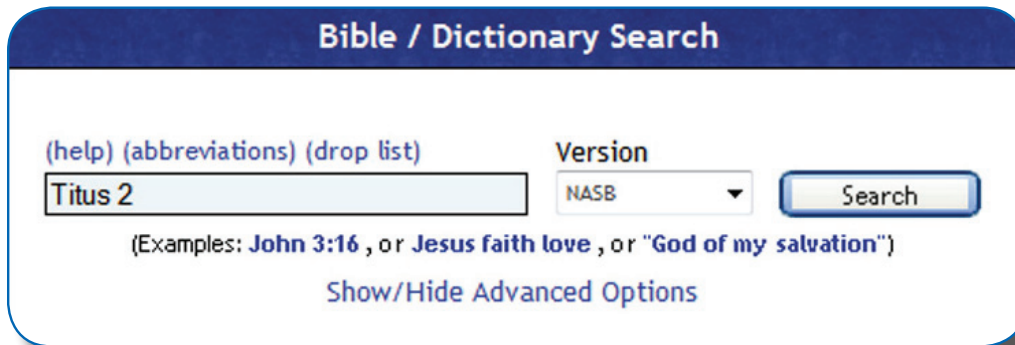 Bible / Dictionary Search
(help) (abbreviations) (drop list) Version
Titus 2 NASB Search
(Examples: John 3:16 , or Jesus faith love , or "God of my salvation")
Show/Hide Advanced Options